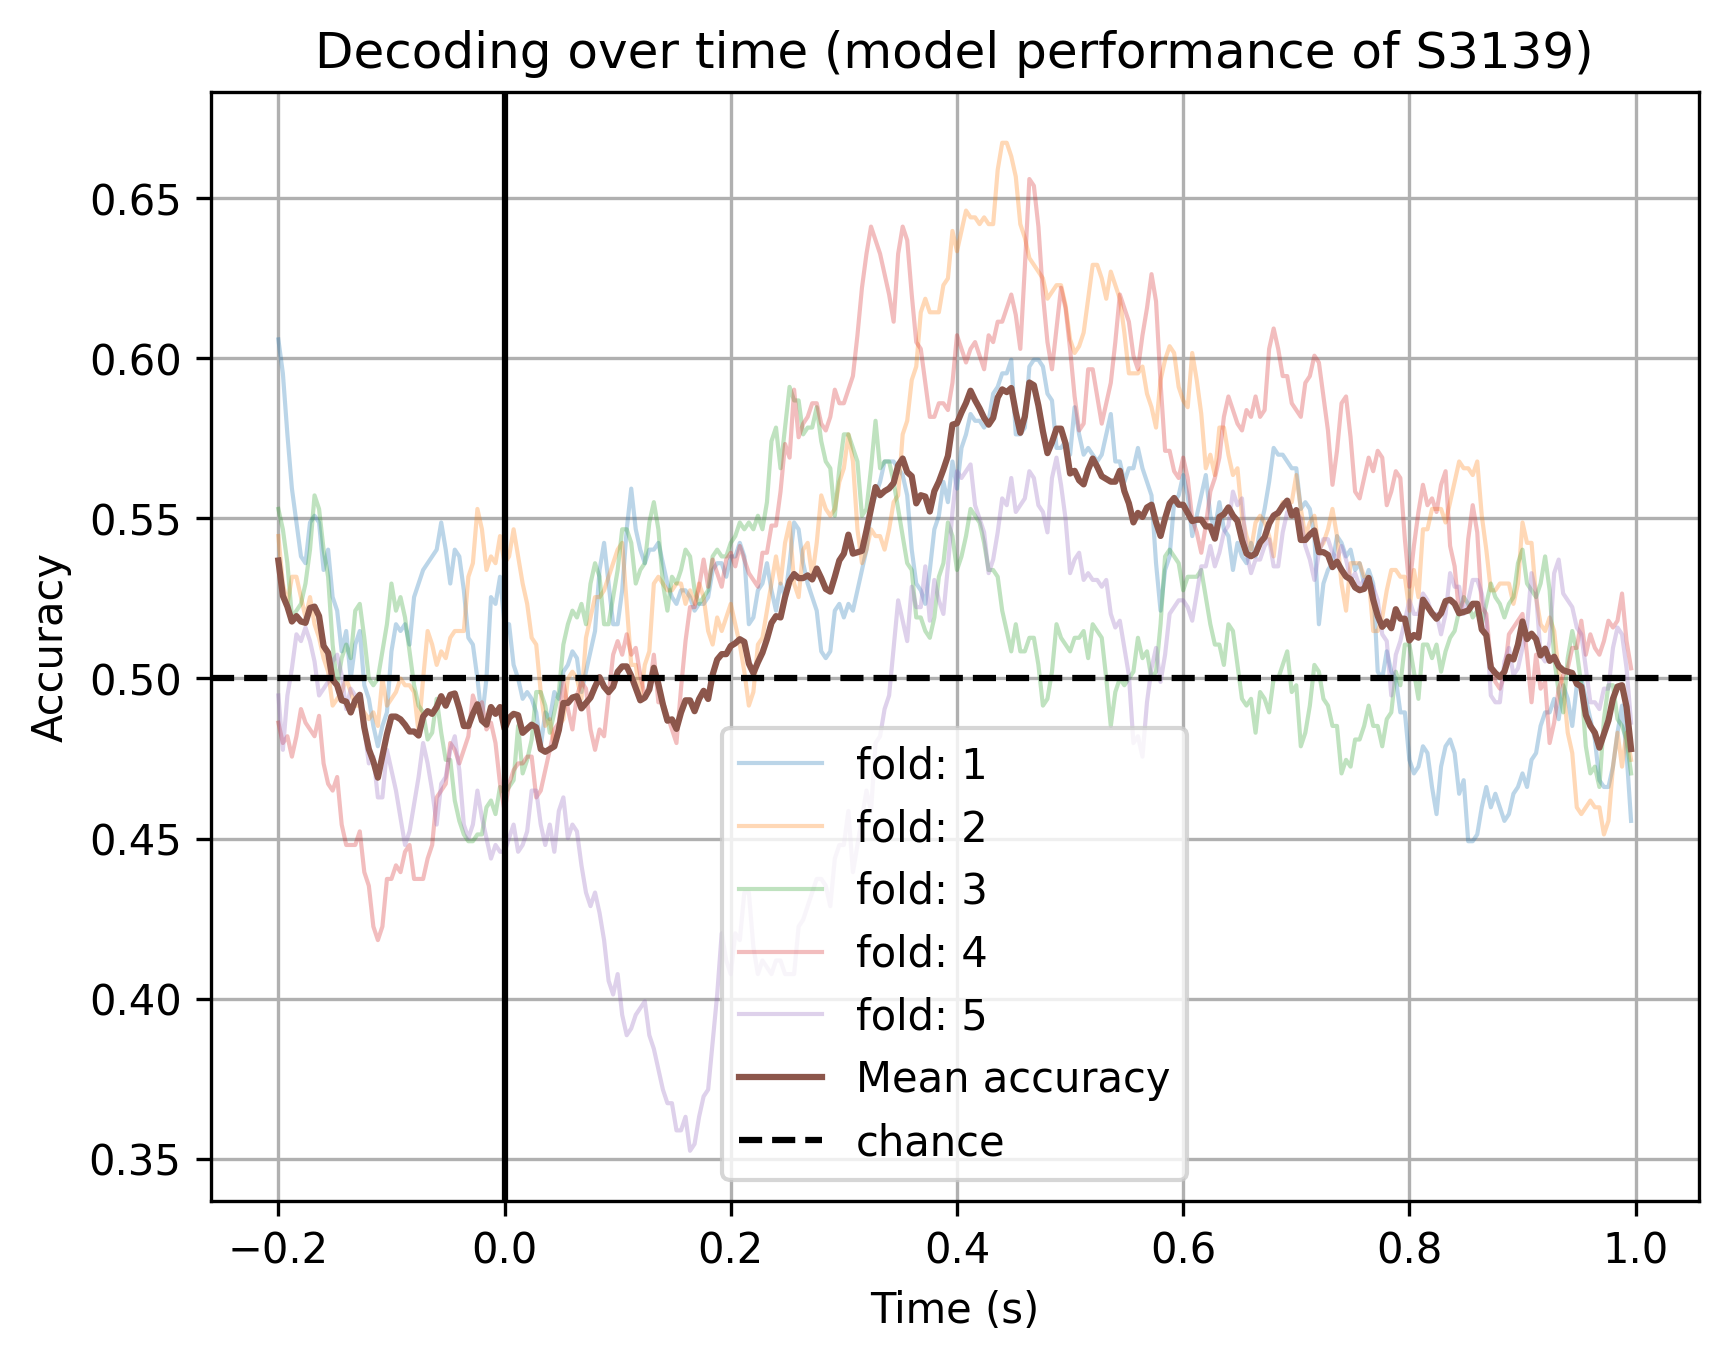 Decoding over time (model performance of S3139)
Accuracy
0.65
0.60
0.55
0.50
0.45
0.40
0.35
fold: 1
fold: 2
fold: 3
fold: 4
fold: 5
Mean accuracy
chance
−0.2 0.0 0.2 0.4 0.6 0.8 1.0
Time (s)